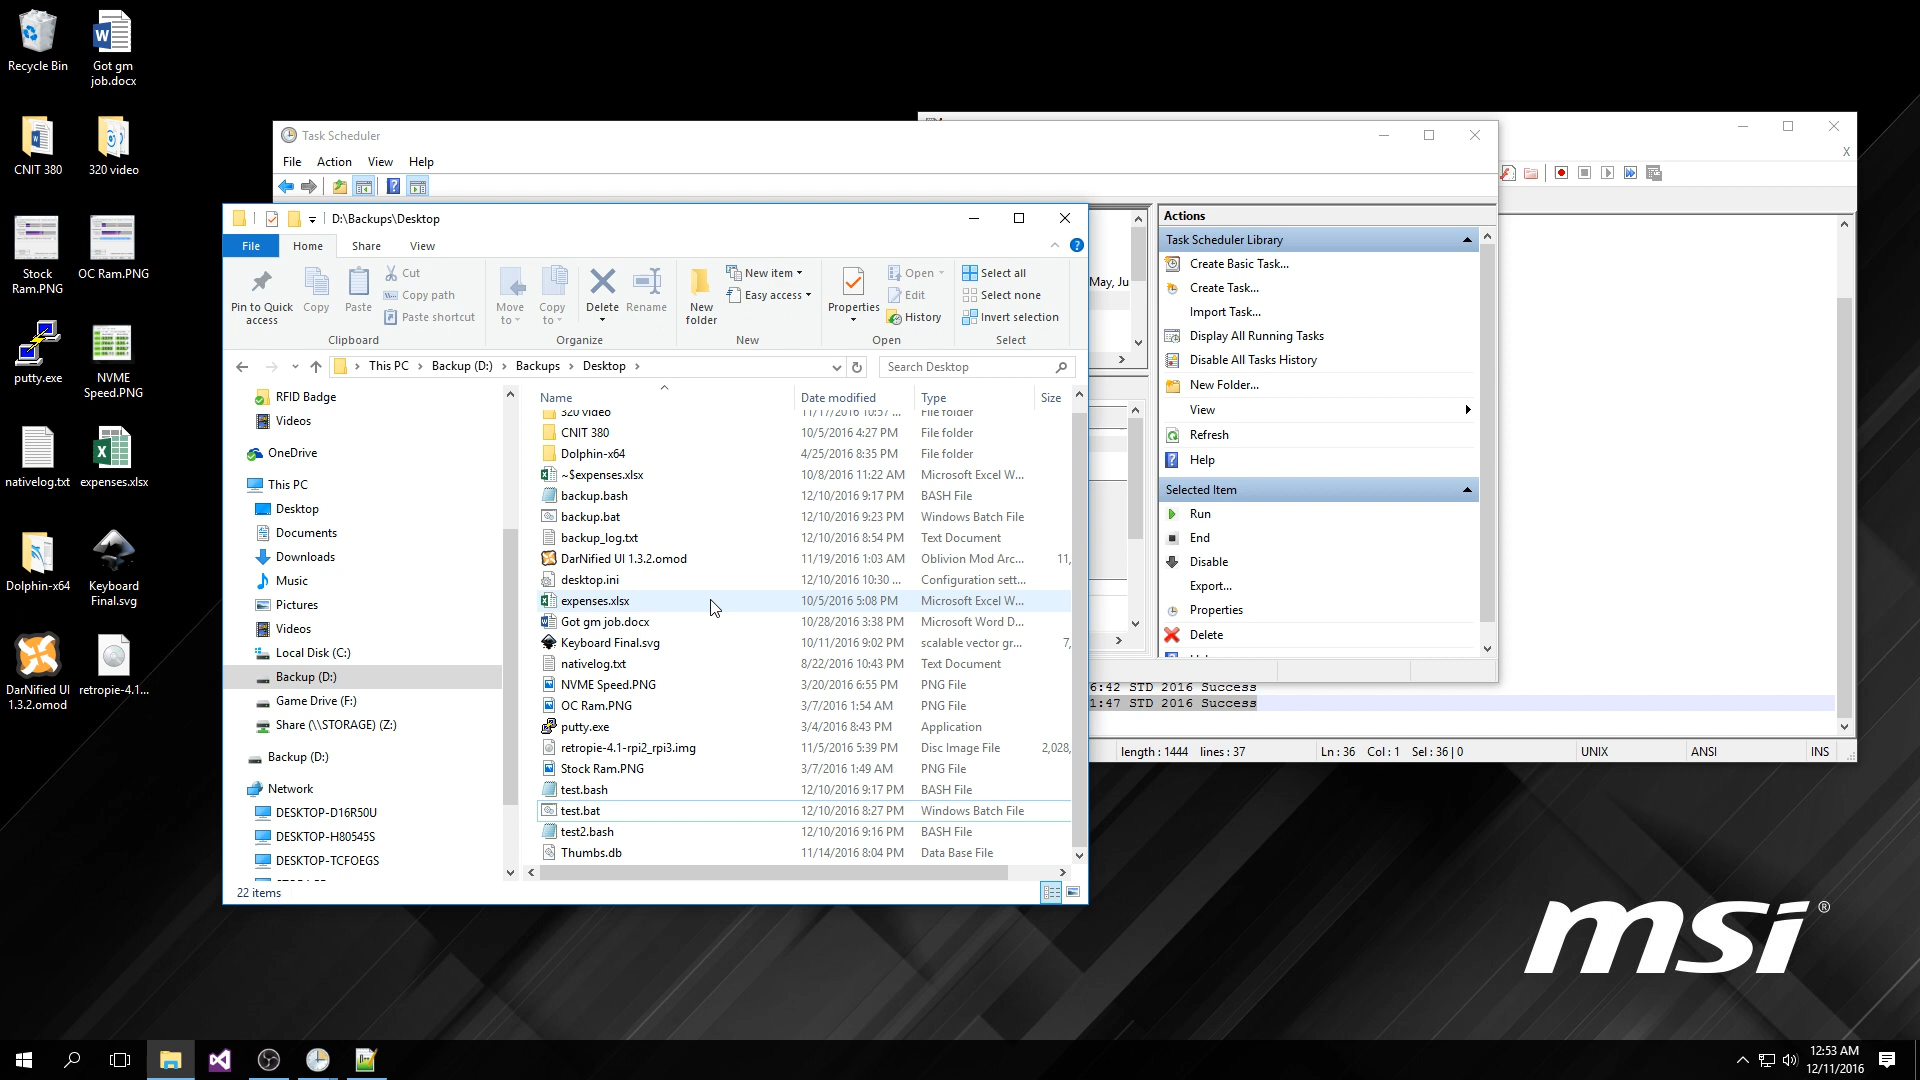 Recycle Bin
Got gm
job.docx
CNIT 380
320 video
Stock
Ram.PNG
OC Ram.PNG
putty.exe
NVME
Speed.PNG
nativelog.txt
expenses.xlsx
Dolphin-x64
Keyboard
Final.svg
DarNified UI
1.3.2.omod
retropie-4.1...
Task Scheduler
File Action View Help
X
D:\Backups\Desktop
File Home Share View
Pin to Quick
access
Copy
Paste
Cut
Copy path
Paste shortcut
Clipboard
Move
to
Copy
to
Delete
Rename
Organize
New
folder
New item
Easy access
New
Properties
Open
Edit
History
Open
Select all
Select none
Invert selection
Select
This PC > Backup (D:) > Backups > Desktop >
Search Desktop
RFID Badge
Videos
OneDrive
This PC
Desktop
Documents
Downloads
Music
Pictures
Videos
Local Disk (C:)
Backup (D:)
Game Drive (F:)
Share (\\STORAGE) (Z:)
Backup (D:)
Network
DESKTOP-D16R50U
DESKTOP-H80545S
DESKTOP-TCFOEGS
Name Date modified Type Size
320 video 11/17/2016 10:57 ... File folder
CNIT 380 10/5/2016 4:27 PM File folder
Dolphin-x64 4/25/2016 8:35 PM File folder
~$expenses.xlsx 10/8/2016 11:22 AM Microsoft Excel W...
backup.bash 12/10/2016 9:17 PM BASH File
backup.bat 12/10/2016 9:23 PM Windows Batch File
backup_log.txt 12/10/2016 8:54 PM Text Document
DarNified UI 1.3.2.omod 11/19/2016 1:03 AM Oblivion Mod Arc... 11,
desktop.ini 12/10/2016 10:30 ... Configuration sett...
expenses.xlsx 10/5/2016 5:08 PM Microsoft Excel W...
Got gm job.docx 10/28/2016 3:38 PM Microsoft Word D...
Keyboard Final.svg 10/11/2016 9:02 PM scalable vector gr... 7,
nativelog.txt 8/22/2016 10:43 PM Text Document
NVME Speed.PNG 3/20/2016 6:55 PM PNG File
OC Ram.PNG 3/7/2016 1:54 AM PNG File
putty.exe 3/4/2016 8:43 PM Application
retropie-4.1-rpi2_rpi3.img 11/5/2016 5:39 PM Disc Image File 2,028,
Stock Ram.PNG 3/7/2016 1:49 AM PNG File
test.bash 12/10/2016 9:17 PM BASH File
test.bat 12/10/2016 8:27 PM Windows Batch File
test2.bash 12/10/2016 9:16 PM BASH File
Thumbs.db 11/14/2016 8:04 PM Data Base File
22 items
May, Ju
Actions
Task Scheduler Library
Create Basic Task...
Create Task...
Import Task...
Display All Running Tasks
Disable All Tasks History
New Folder...
View
Refresh
Help
Selected Item
Run
End
Disable
Export...
Properties
Delete
6:42 STD 2016 Success
1:47 STD 2016 Success
length : 1444 lines : 37 Ln : 36 Col : 1 Sel : 36 | 0 UNIX ANSI INS
msi®
12:53 AM
12/11/2016